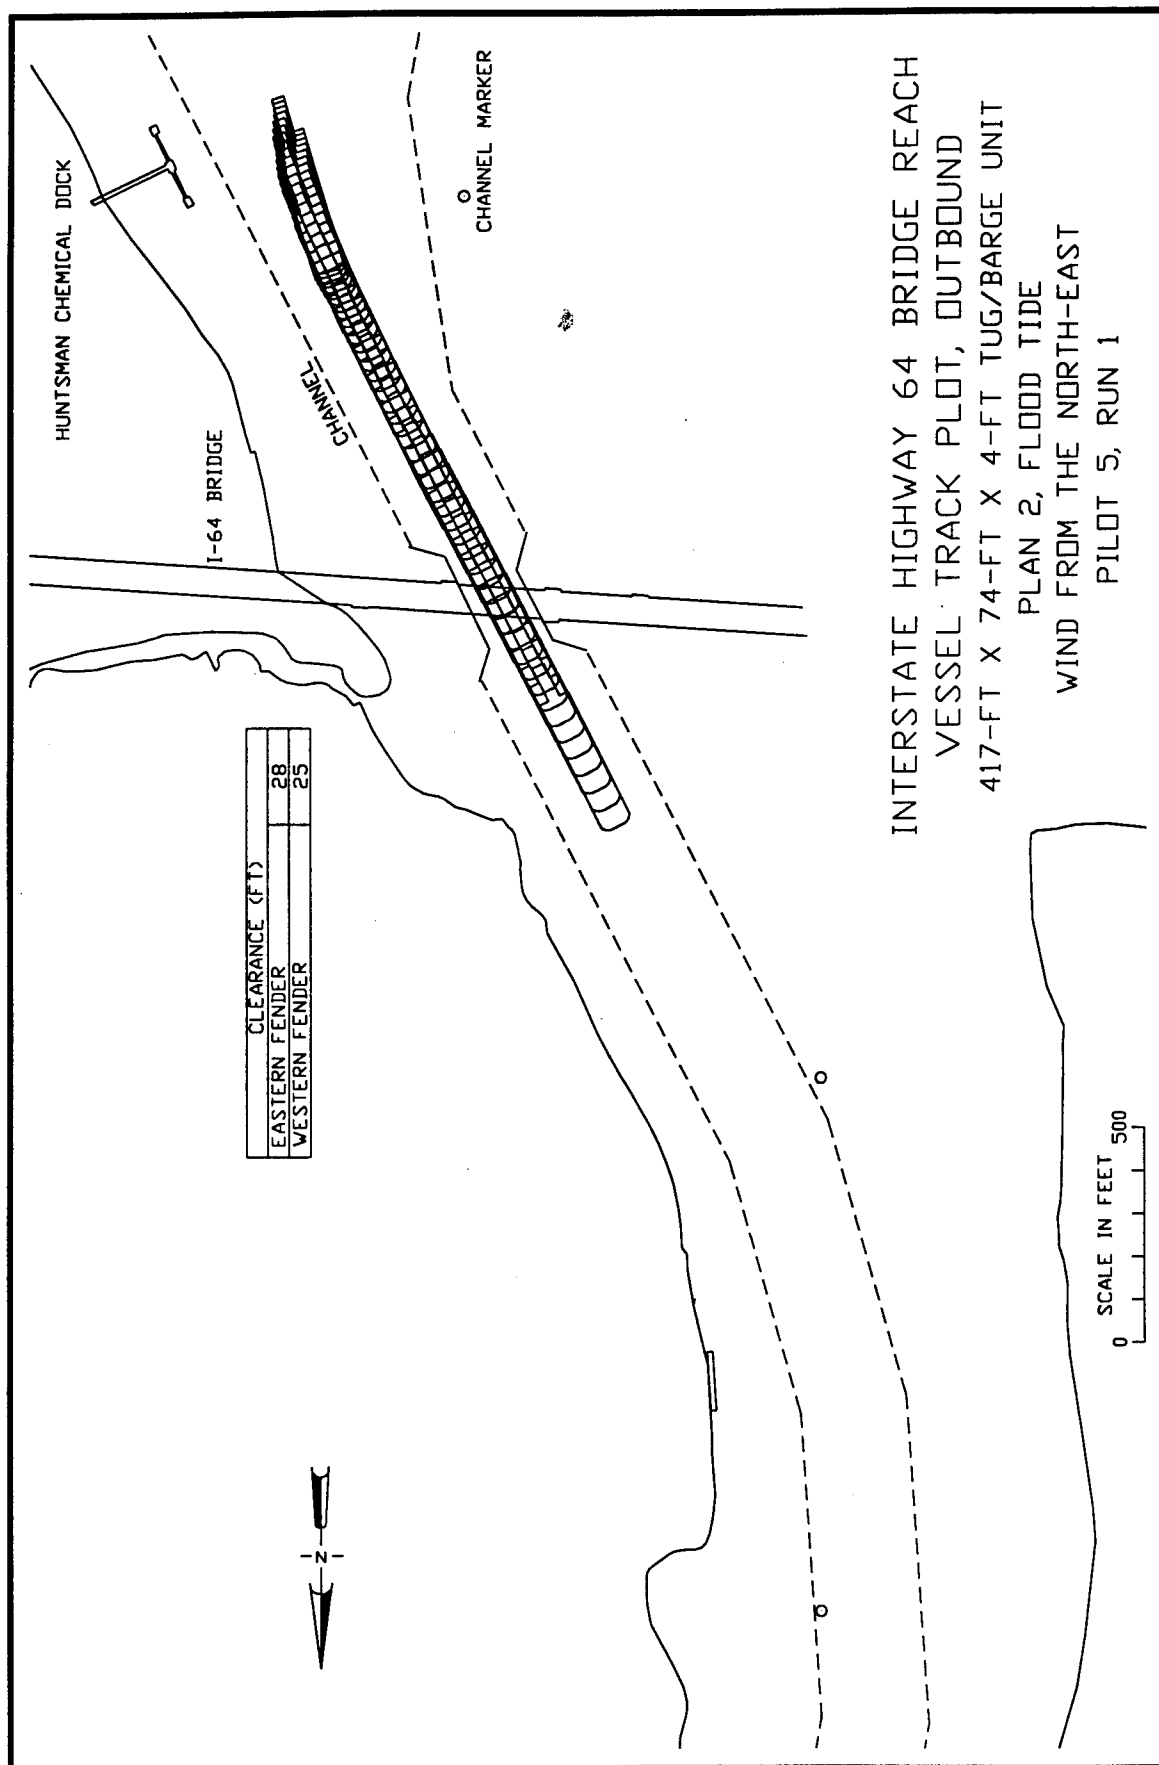 HUNTSMAN CHEMICAL DOCK
CHANNEL MARKER
CHANNEL
I-64 BRIDGE
CLEARANCE (FT)
EASTERN FENDER 28
WESTERN FENDER 25
N
INTERSTATE HIGHWAY 64 BRIDGE REACH
VESSEL TRACK PLOT, OUTBOUND
417-FT X 74-FT X 4-FT TUG/BARGE UNIT
PLAN 2, FLOOD TIDE
WIND FROM THE NORTH-EAST
PILOT 5, RUN 1
SCALE IN FEET
0 500